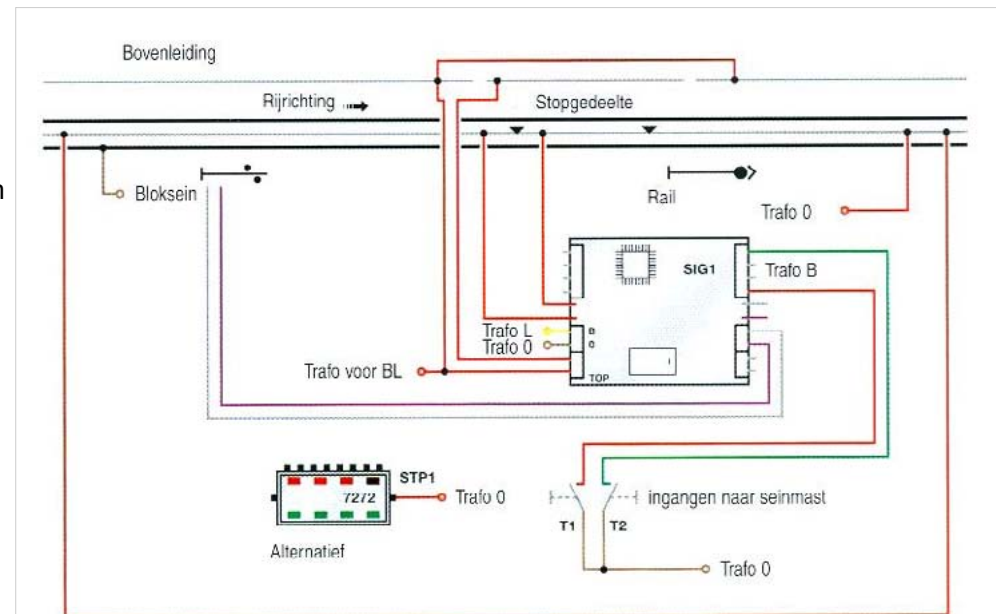 Bovenleiding
Rijrichting
Stopgedeelte
n
Bloksein
Rail
Trafo 0
SIG1
Trafo B
Trafo L
B
Trafo 0
0
Trafo voor BL
TOP
STP1
7272
Trafo 0
ingangen naar seinmast
T1
T2
Alternatief
Trafo 0